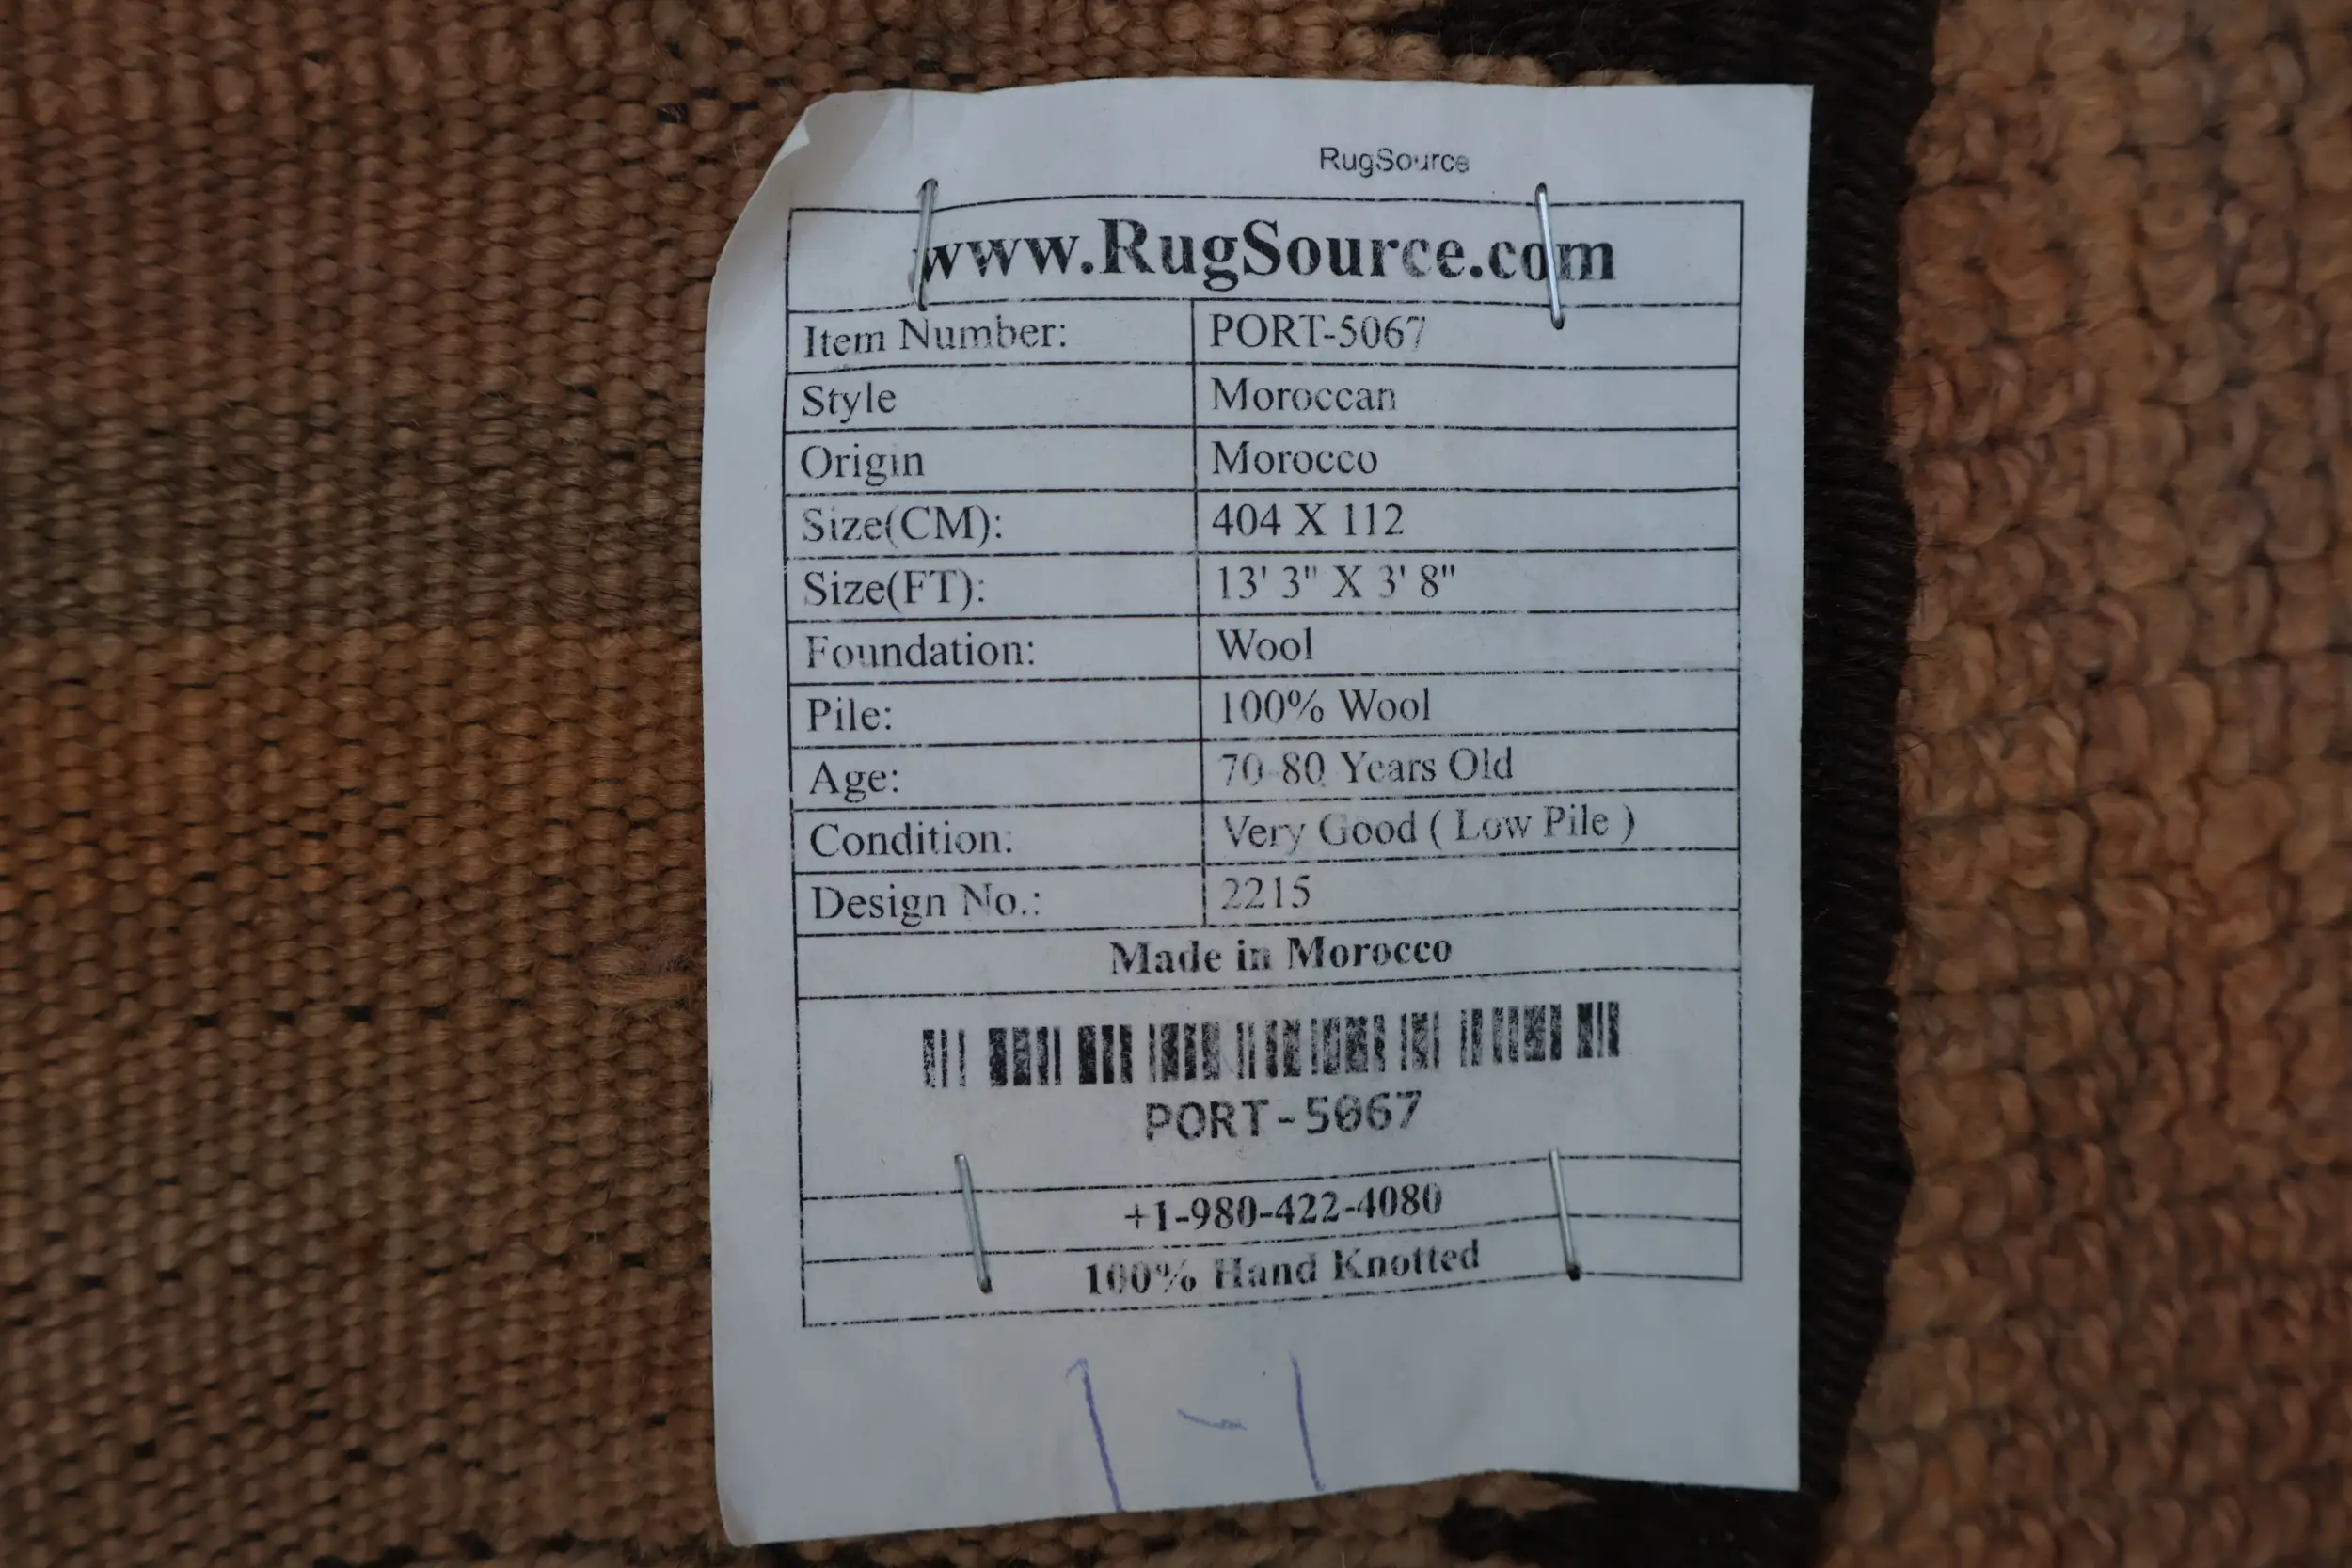 RugSource
www.RugSource.com
Item Number: PORT-5067
Style Moroccan
Origin Morocco
Size(CM): 404 X 112
Size(FT): 13' 3" X 3' 8"
Foundation: Wool
Pile: 100% Wool
Age: 70-80 Years Old
Condition: Very Good ( Low Pile )
Design No.: 2215
Made in Morocco
PORT-5067
+1-980-422-4080
100% Hand Knotted
1-1